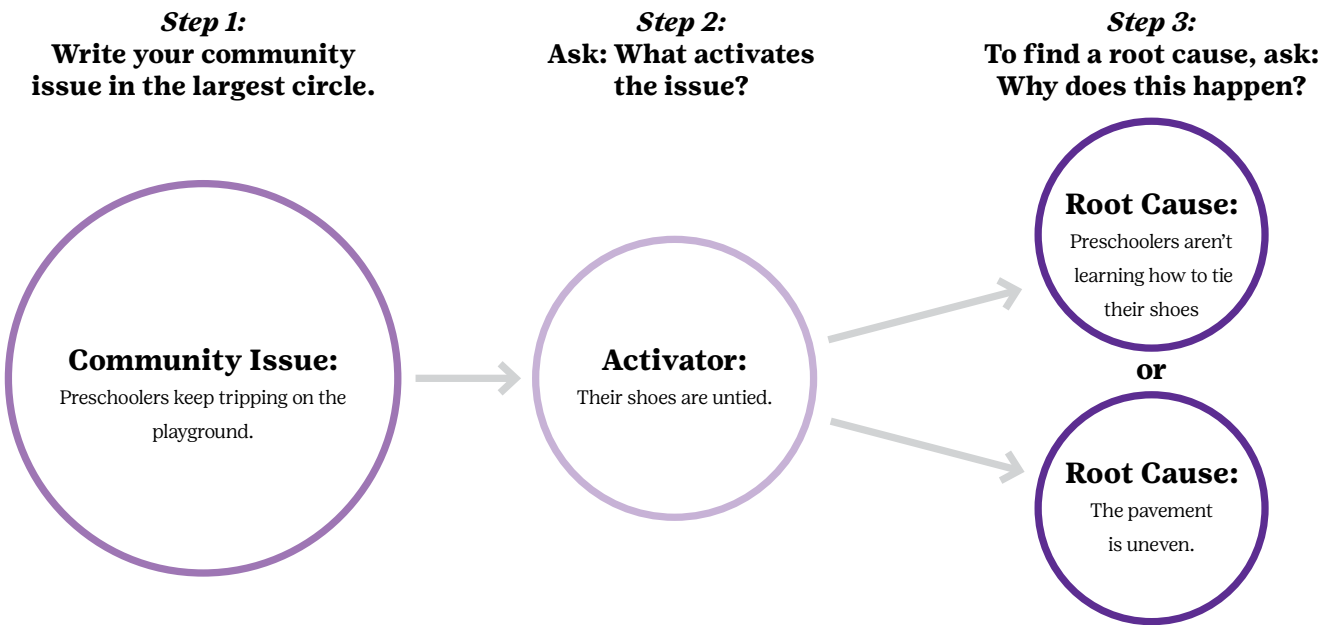 Step 1:
Write your community
issue in the largest circle.
Step 2:
Ask: What activates
the issue?
Step 3:
To find a root cause, ask:
Why does this happen?
Community Issue:
Preschoolers keep tripping on the
playground.
Activator:
Their shoes are untied.
Root Cause:
Preschoolers aren’t
learning how to tie
their shoes
or
Root Cause:
The pavement
is uneven.